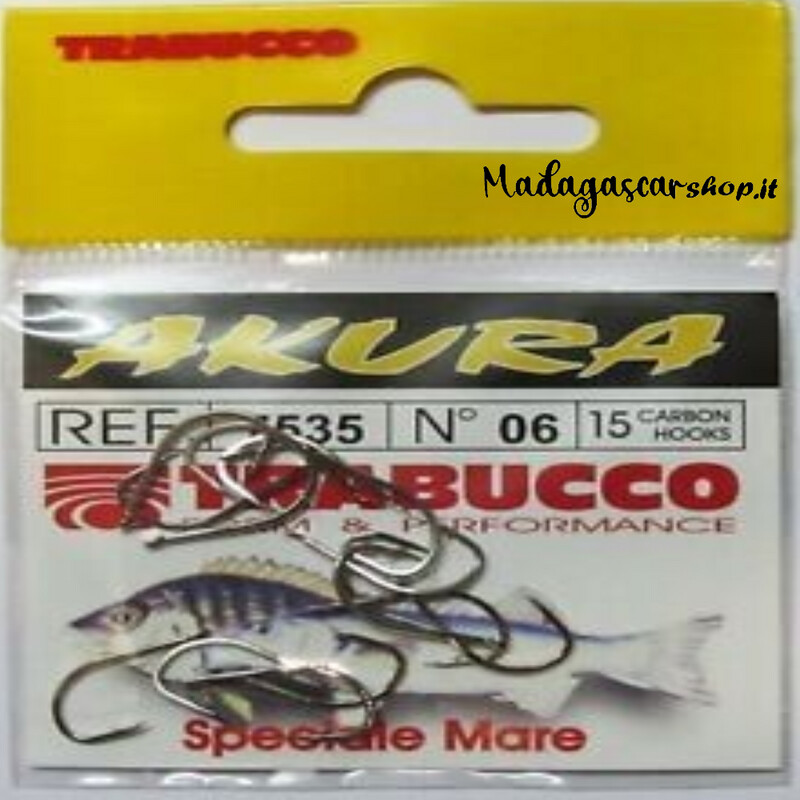 TRABUCCO
Madagascarshop.it
AKURA
REF. 535 N° 06 15 CARBON HOOKS
TRABUCCO
& PERFORMANCE
Speciale Mare